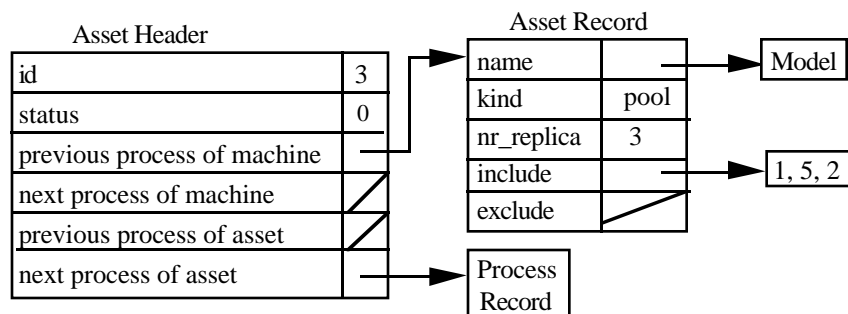 Asset Header
id 3
status 0
previous process of machine
next process of machine
previous process of asset
next process of asset
Asset Record
name
kind pool
nr_replica 3
include
exclude
Model
1, 5, 2
Process
Record